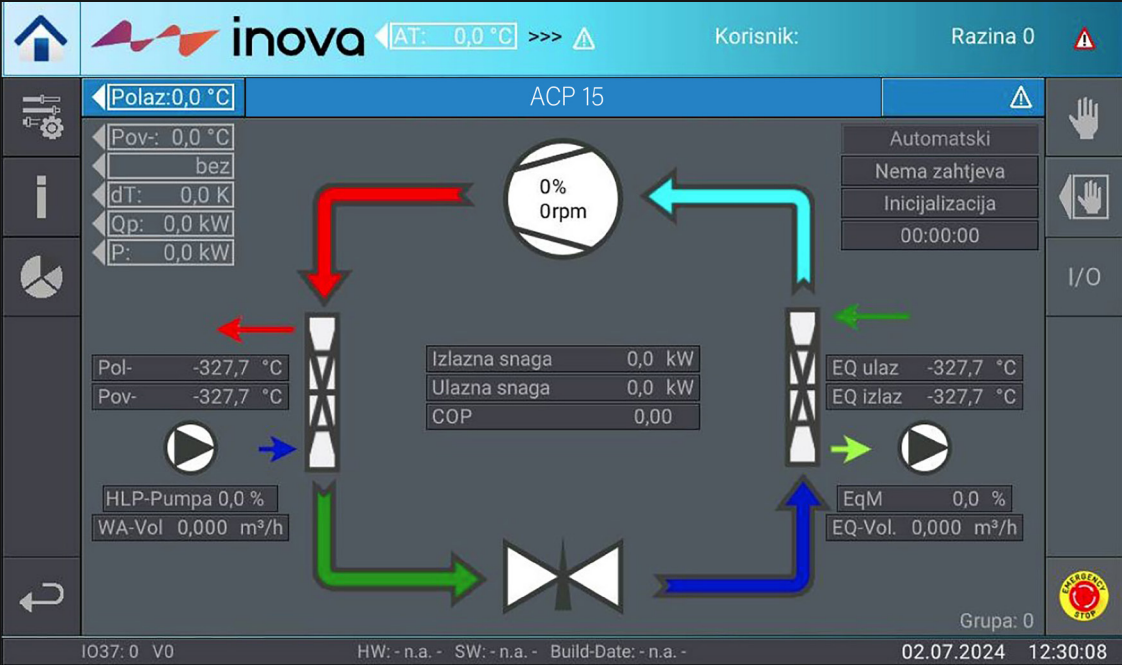 inova AT: 0,0 °C >>> Korisnik: Razina 0
Polaz:0,0 °C ACP 15
Pov-: 0,0 °C
bez
dT: 0,0 K
Qp: 0,0 kW
P: 0,0 kW
0%
0rpm
Automatski
Nema zahtjeva
Inicijalizacija
00:00:00
I/O
Izlazna snaga 0,0 kW
Ulazna snaga 0,0 kW
COP 0,00
Pol- -327,7 °C
Pov- -327,7 °C
EQ ulaz -327,7 °C
EQ izlaz -327,7 °C
HLP-Pumpa 0,0 %
WA-Vol 0,000 m³/h
EqM 0,0 %
EQ-Vol. 0,000 m³/h
EMERGENCY
STOP
Grupa: 0
IO37: 0 V0 HW: - n.a. - SW: - n.a. - Build-Date: - n.a. - 02.07.2024 12:30:08